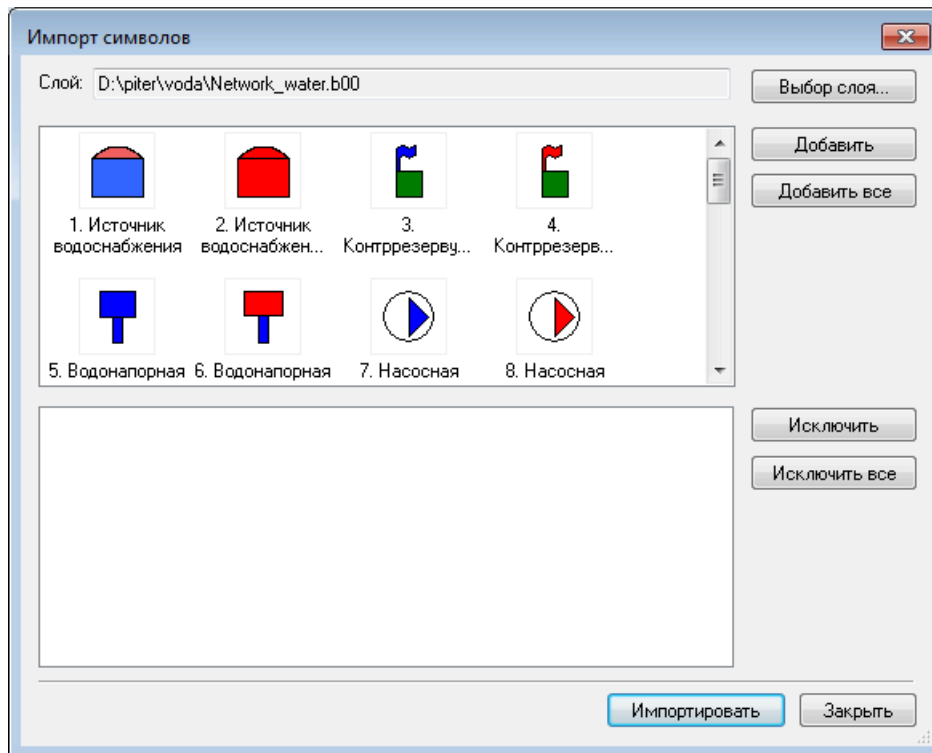 Импорт символов
Слой: D:\piter\voda\Network_water.b00
Выбор слоя...
Добавить
Добавить все
1. Источник водоснабжения
2. Источник водоснабжен...
3. Контррезерву...
4. Контррезерв...
5. Водонапорная
6. Водонапорная
7. Насосная
8. Насосная
Исключить
Исключить все
Импортировать
Закрыть